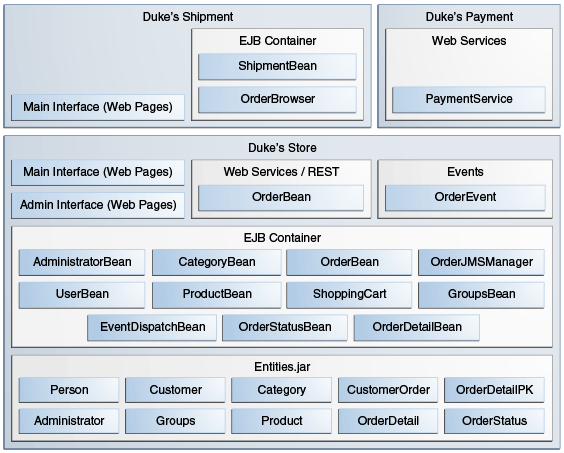 Duke's Shipment
EJB Container
ShipmentBean
OrderBrowser
Main Interface (Web Pages)
Duke's Payment
Web Services
PaymentService
Duke's Store
Main Interface (Web Pages)
Admin Interface (Web Pages)
Web Services / REST
OrderBean
Events
OrderEvent
EJB Container
AdministratorBean
CategoryBean
OrderBean
OrderJMSManager
UserBean
ProductBean
ShoppingCart
GroupsBean
EventDispatchBean
OrderStatusBean
OrderDetailBean
Entities.jar
Person
Customer
Category
CustomerOrder
OrderDetailPK
Administrator
Groups
Product
OrderDetail
OrderStatus